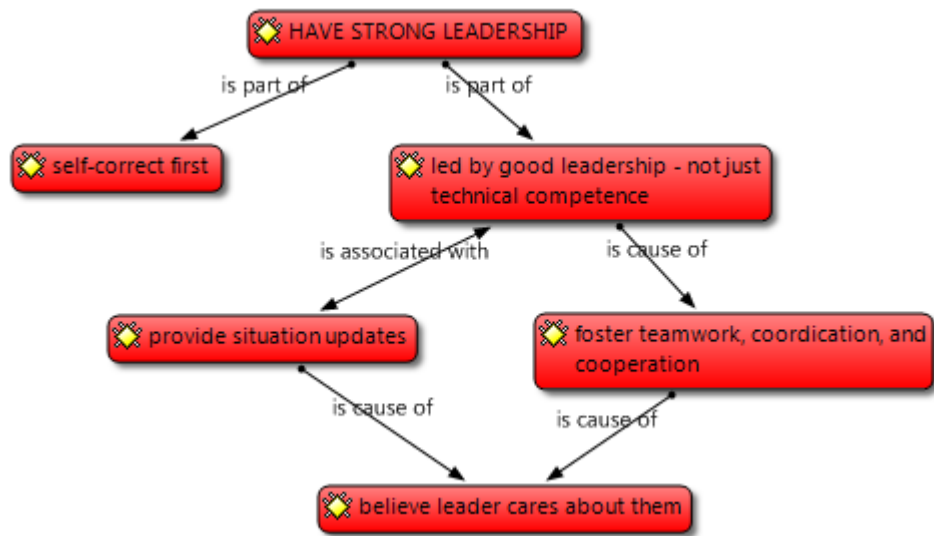 HAVE STRONG LEADERSHIP
is part of
is part of
self-correct first
led by good leadership - not just
technical competence
is associated with
is cause of
provide situation updates
foster teamwork, coordication, and
cooperation
is cause of
is cause of
believe leader cares about them